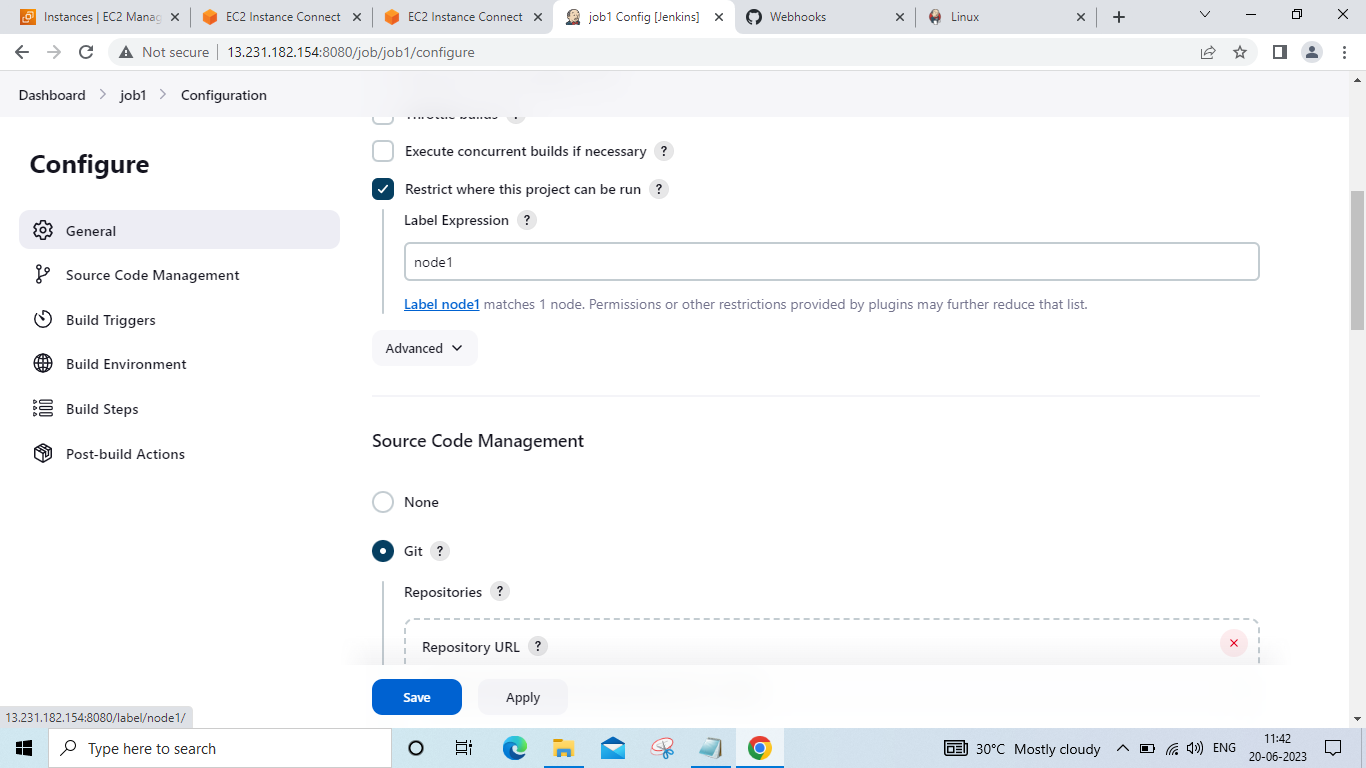 Instances | EC2 Manag
EC2 Instance Connect
EC2 Instance Connect
job1 Config [Jenkins]
Webhooks
Linux
Not secure
13.231.182.154:8080/job/job1/configure
Dashboard
job1
Configuration
Configure
General
Source Code Management
Build Triggers
Build Environment
Build Steps
Post-build Actions
Throttle builds ?
Execute concurrent builds if necessary ?
Restrict where this project can be run ?
Label Expression ?
node1
Label node1 matches 1 node. Permissions or other restrictions provided by plugins may further reduce that list.
Advanced
Source Code Management
None
Git ?
Repositories ?
Repository URL ?
Save
Apply
13.231.182.154:8080/label/node1/
Type here to search
30°C Mostly cloudy
ENG
11:42
20-06-2023